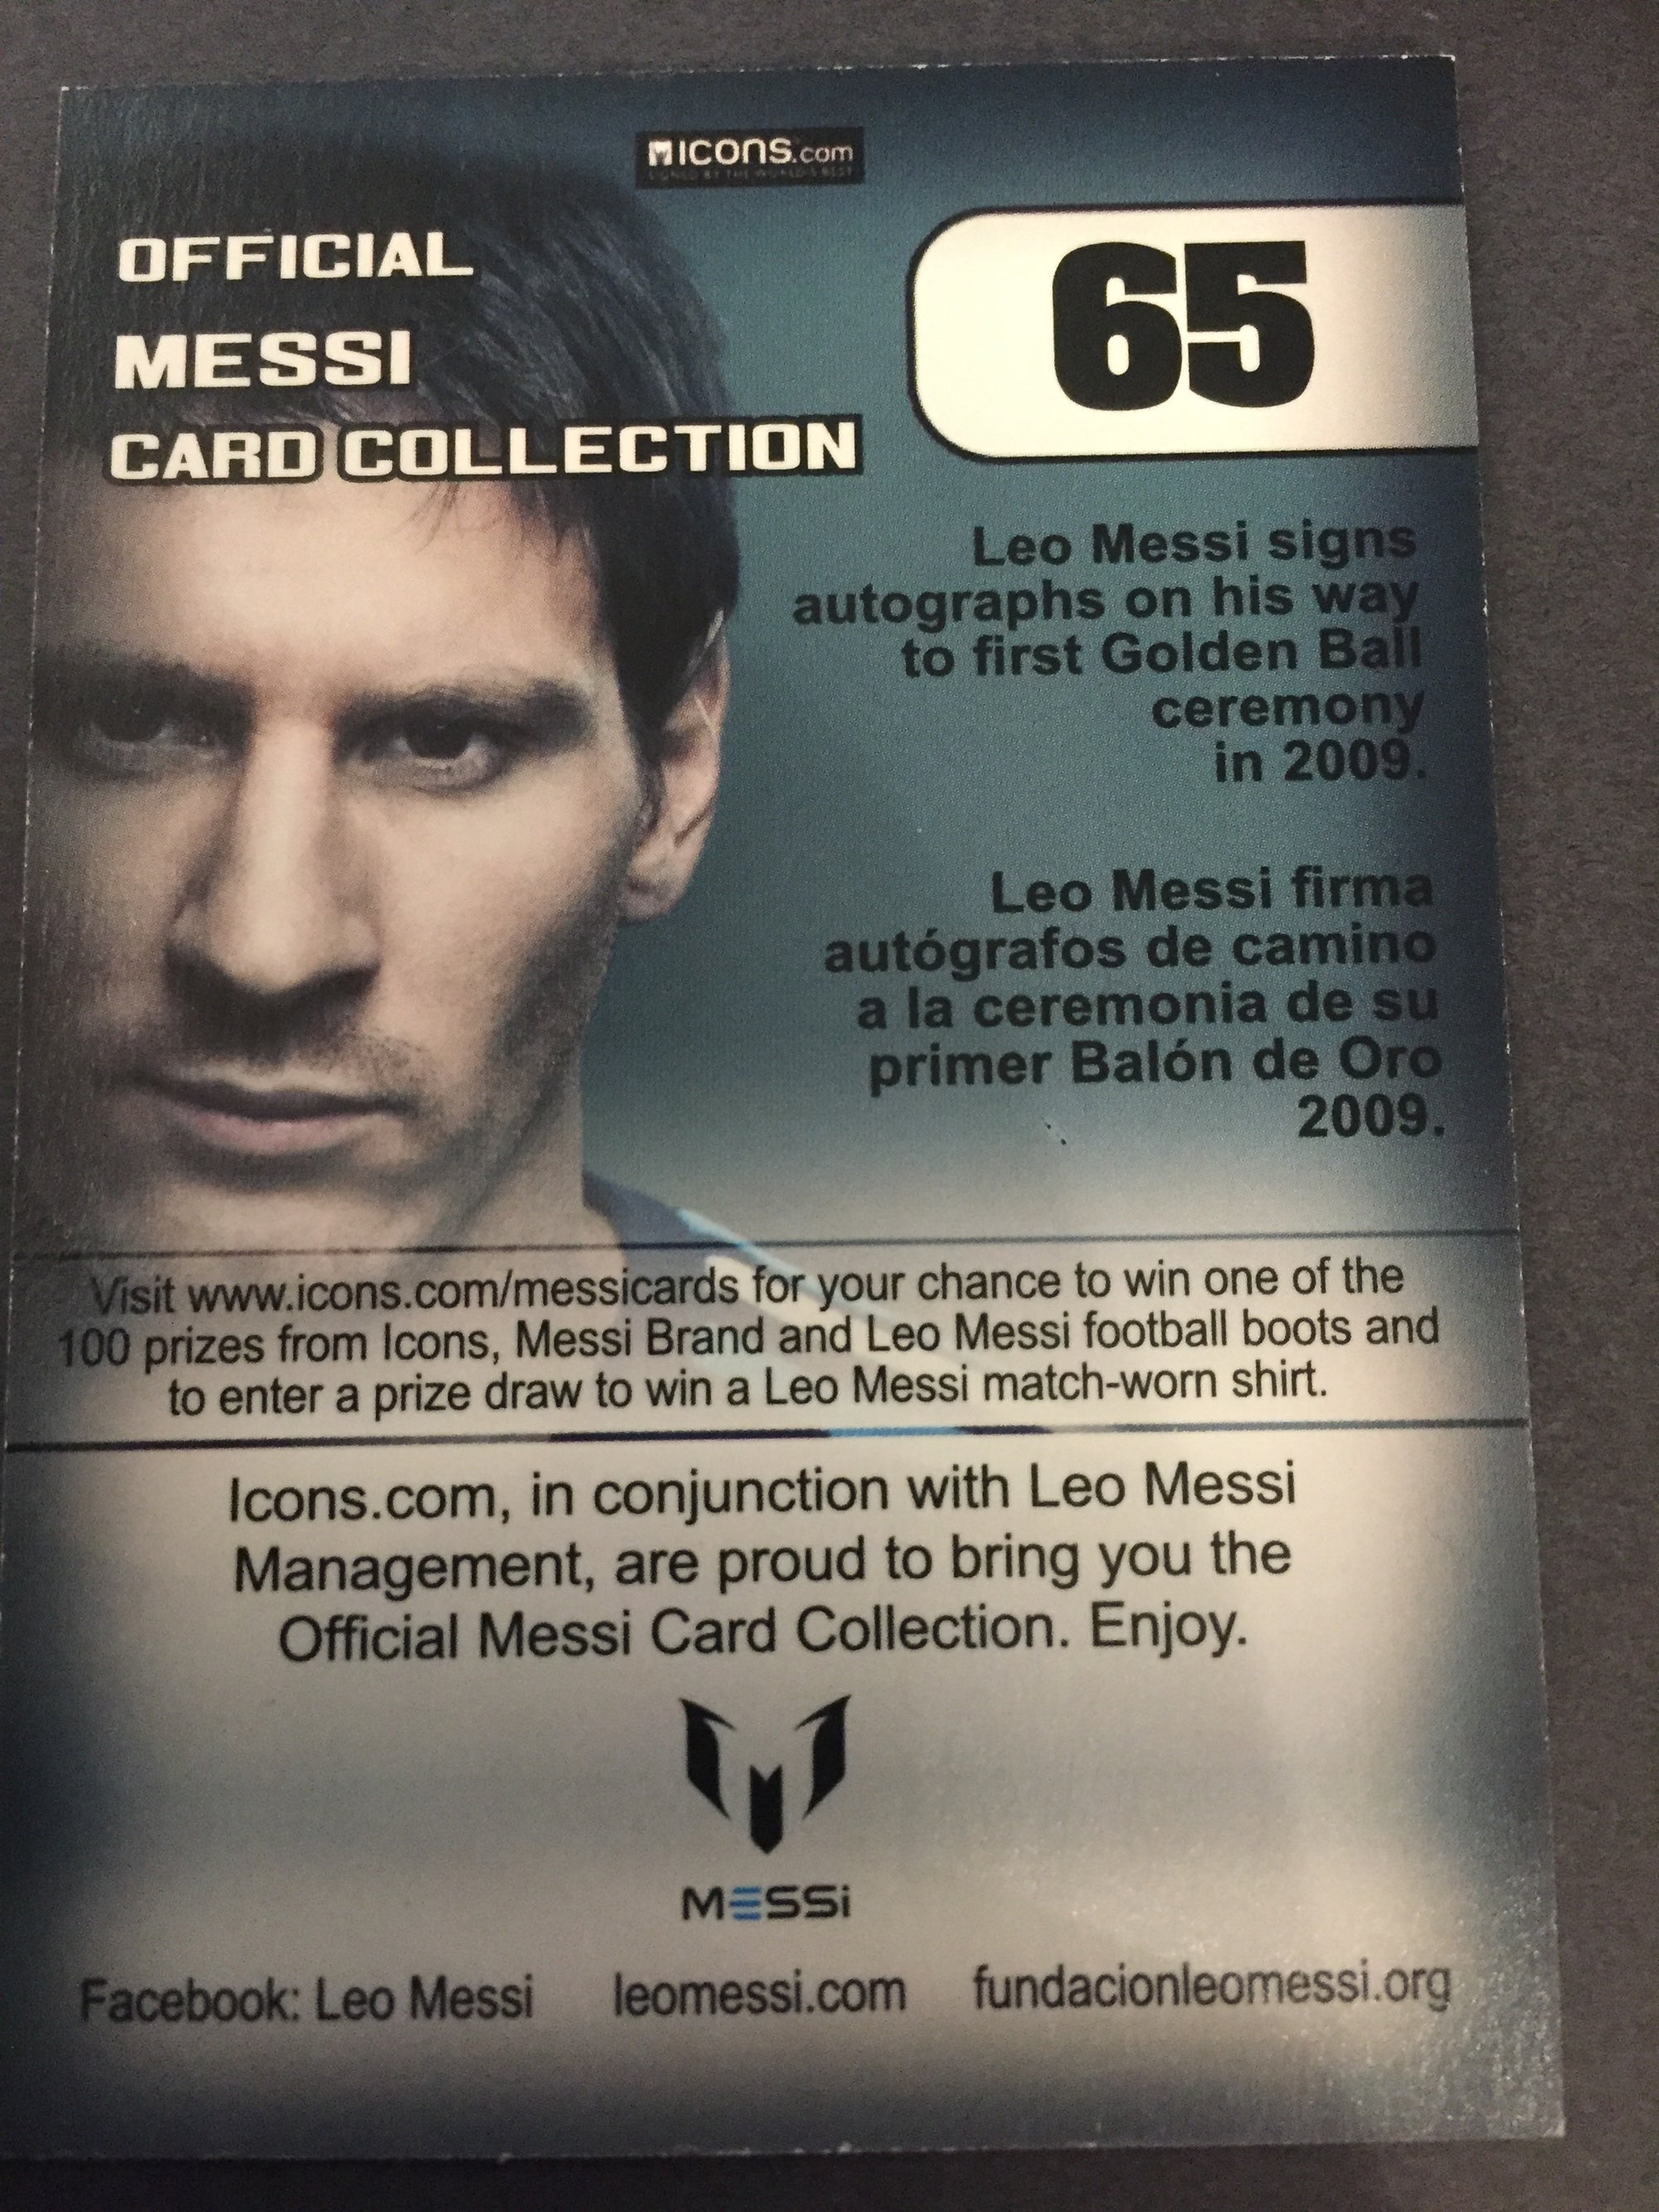 ICONS.com
SIGNED BY THE WORLD'S BEST
OFFICIAL
MESSI
CARD COLLECTION
65
Leo Messi signs
autographs on his way
to first Golden Ball
ceremony
in 2009.
Leo Messi firma
autógrafos de camino
a la ceremonia de su
primer Balón de Oro
2009.
Visit www.icons.com/messicards for your chance to win one of the
100 prizes from Icons, Messi Brand and Leo Messi football boots and
to enter a prize draw to win a Leo Messi match-worn shirt.
Icons.com, in conjunction with Leo Messi
Management, are proud to bring you the
Official Messi Card Collection. Enjoy.
MESSi
Facebook: Leo Messi leomessi.com fundacionleomessi.org